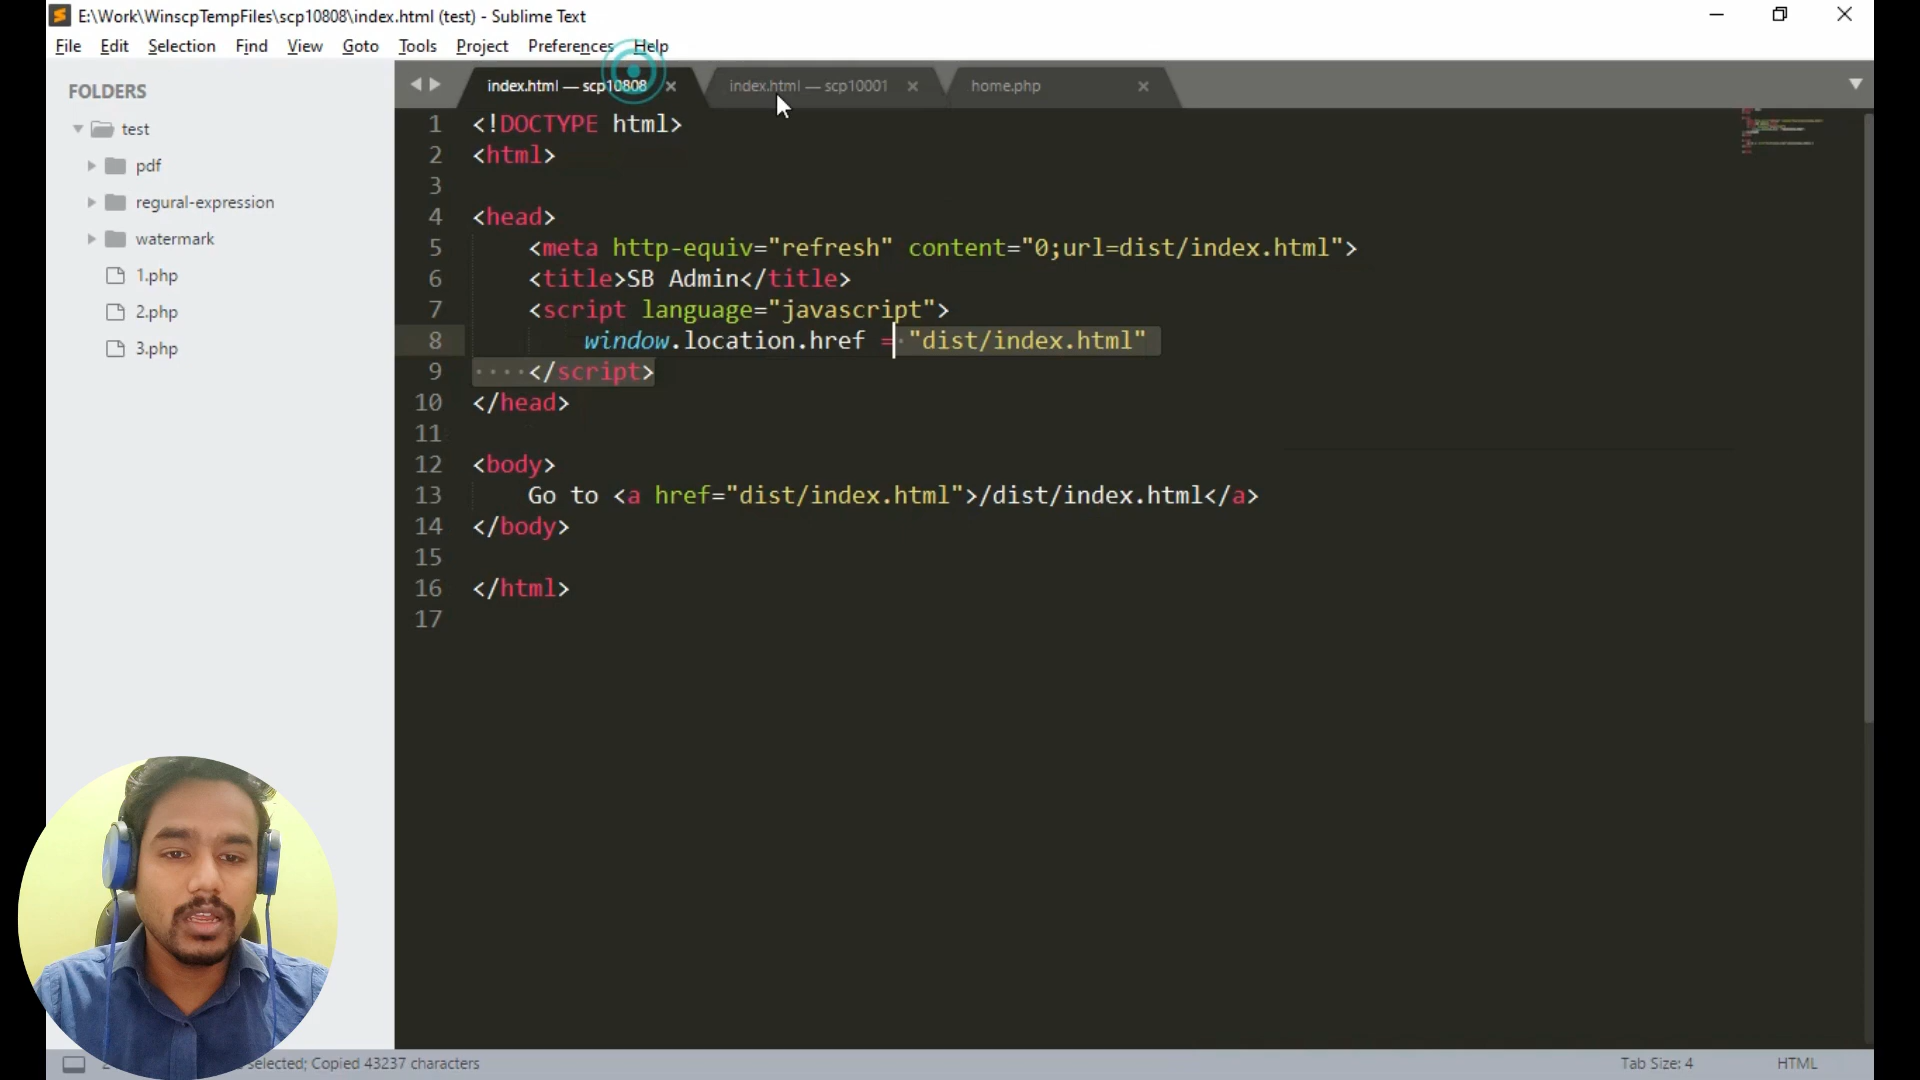 E:\Work\WinscpTempFiles\scp10808\index.html (test) - Sublime Text
File Edit Selection Find View Goto Tools Project Preferences Help
FOLDERS
test
pdf
regural-expression
watermark
1.php
2.php
3.php
index.html — scp10808
index.html — scp10001
home.php
1 <!DOCTYPE html>
2 <html>
3
4 <head>
5 <meta http-equiv="refresh" content="0;url=dist/index.html">
6 <title>SB Admin</title>
7 <script language="javascript">
8 window.location.href = "dist/index.html"
9 </script>
10 </head>
11
12 <body>
13 Go to <a href="dist/index.html">/dist/index.html</a>
14 </body>
15
16 </html>
17
selected; Copied 43237 characters
Tab Size: 4
HTML